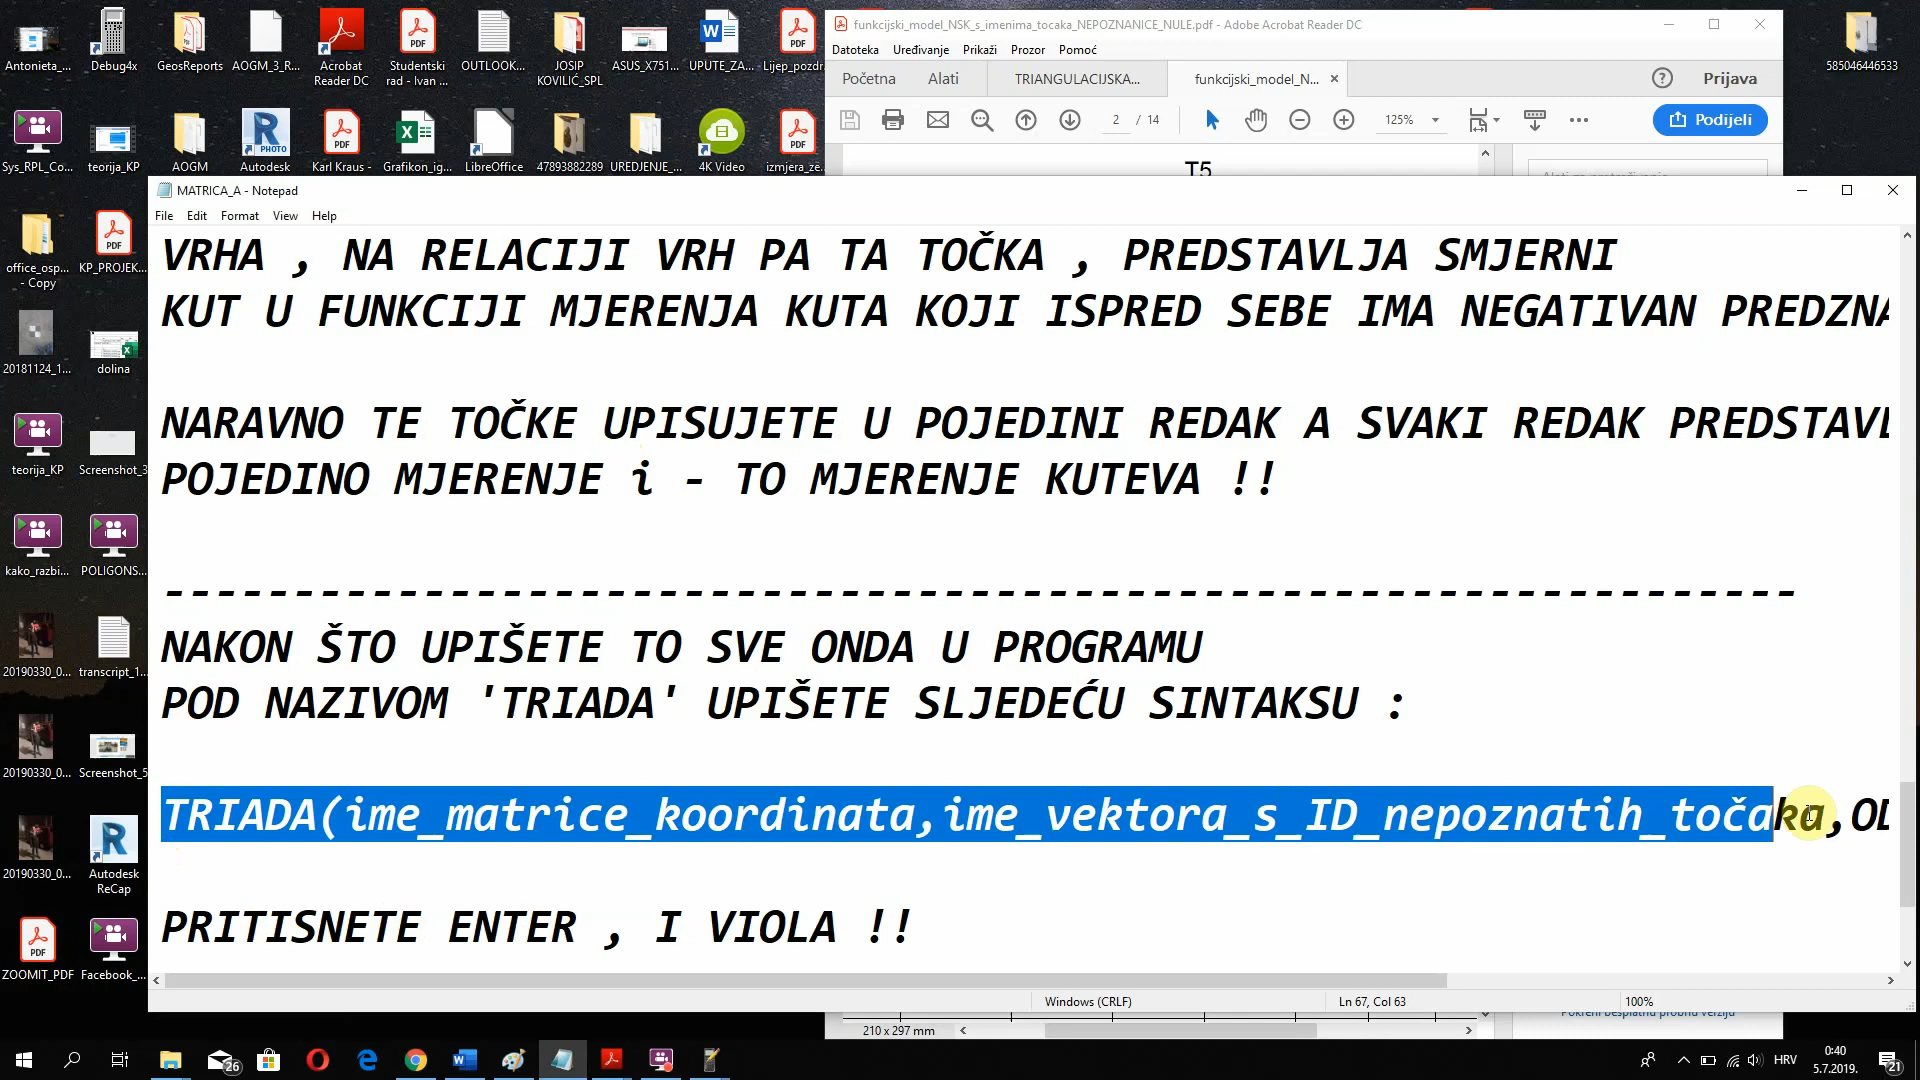 Antonieta_...
Debug4x
GeosReports
AOGM_3_R...
Acrobat Reader DC
Studentski rad - Ivan ...
OUTLOOK...
JOSIP KOVILIĆ_SPL
ASUS_X751...
UPUTE_ZA...
Lijep_pozdr
585046446533
Sys_RPL_Co...
teorija_KP
AOGM
Autodesk
Karl Kraus -
Grafikon_ig...
LibreOffice
47893882289
UREDJENJE_...
4K Video
izmjera_ze...
office_osp... - Copy
KP_PROJEK...
20181124_1...
dolina
teorija_KP
Screenshot_3
kako_razbi...
POLIGONS...
20190330_0...
transcript_1...
20190330_0...
Screenshot_5
20190330_0...
Autodesk ReCap
ZOOMIT_PDF
Facebook_...
funkcijski_model_NSK_s_imenima_tocaka_NEPOZNANICE_NULE.pdf - Adobe Acrobat Reader DC
Datoteka Uređivanje Prikaži Prozor Pomoć
Početna Alati TRIANGULACIJSKA... funkcijski_model_N... Prijava
2 / 14 125% Podijeli
T5
MATRICA_A - Notepad
File Edit Format View Help
VRHA , NA RELACIJI VRH PA TA TOČKA , PREDSTAVLJA SMJERNI
KUT U FUNKCIJI MJERENJA KUTA KOJI ISPRED SEBE IMA NEGATIVAN PREDZNA
NARAVNO TE TOČKE UPISUJETE U POJEDINI REDAK A SVAKI REDAK PREDSTAVL
POJEDINO MJERENJE i - TO MJERENJE KUTEVA !!
---------------------------------------------------------------
NAKON ŠTO UPIŠETE TO SVE ONDA U PROGRAMU
POD NAZIVOM 'TRIADA' UPIŠETE SLJEDEĆU SINTAKSU :
TRIADA(ime_matrice_koordinata,ime_vektora_s_ID_nepoznatih_točaka,OD
PRITISNETE ENTER , I VIOLA !!
Windows (CRLF) Ln 67, Col 63 100%
210 x 297 mm
26
HRV
0:40
5.7.2019.
21